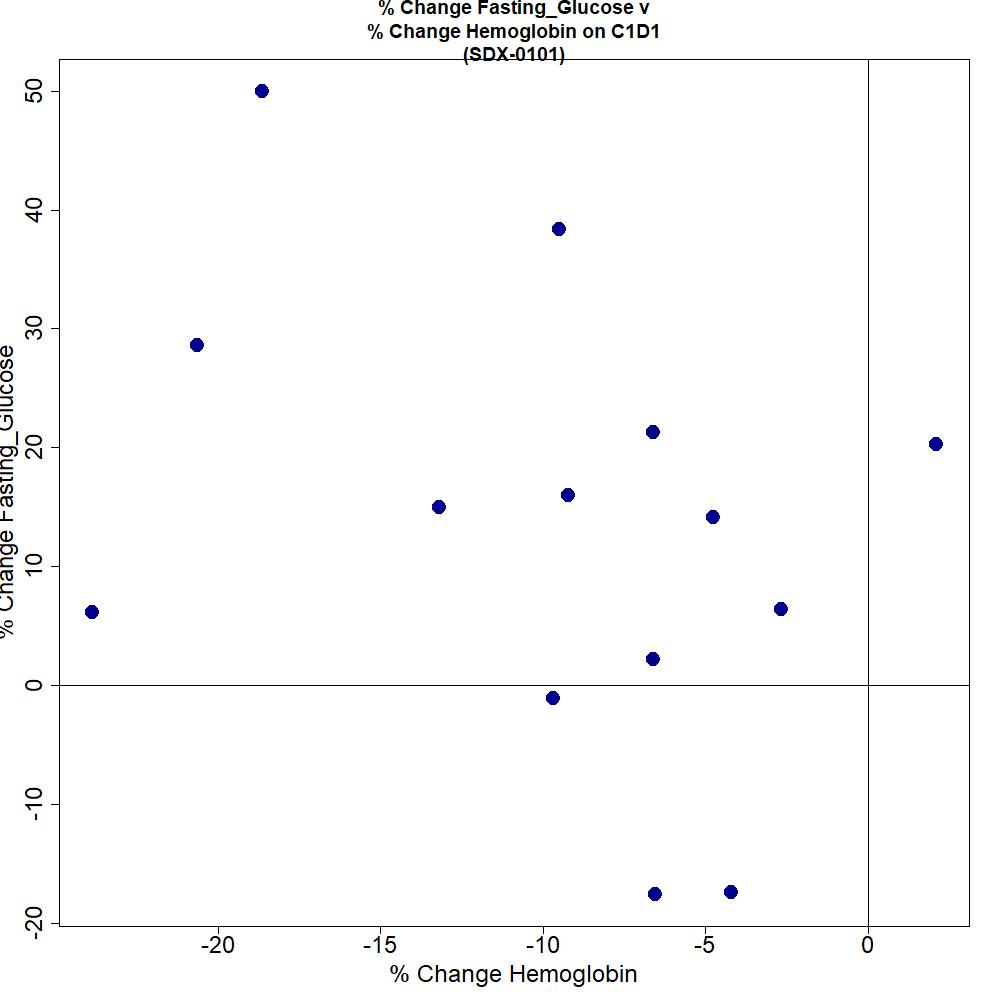 % Change Fasting_Glucose v
% Change Hemoglobin on C1D1
(SDX-0101)
% Change Fasting_Glucose
50
40
30
20
10
0
-10
-20
-20
-15
-10
-5
0
% Change Hemoglobin